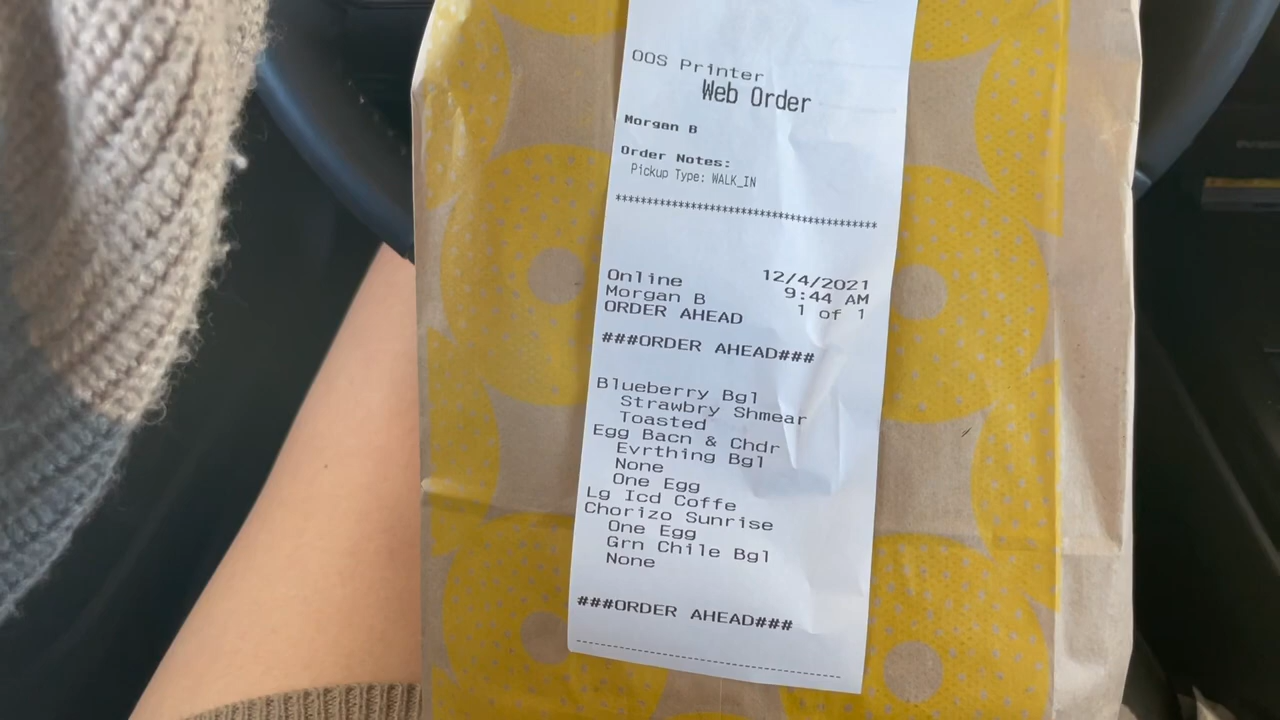 OOS Printer
Web Order
Morgan B
Order Notes:
Pickup Type: WALK_IN
******************************************
Online 12/4/2021
Morgan B 9:44 AM
ORDER AHEAD 1 of 1
###ORDER AHEAD###
Blueberry Bgl
Strawbry Shmear
Toasted
Egg Bacn & Chdr
Evrthing Bgl
None
One Egg
Lg Icd Coffe
Chorizo Sunrise
One Egg
Grn Chile Bgl
None
###ORDER AHEAD###